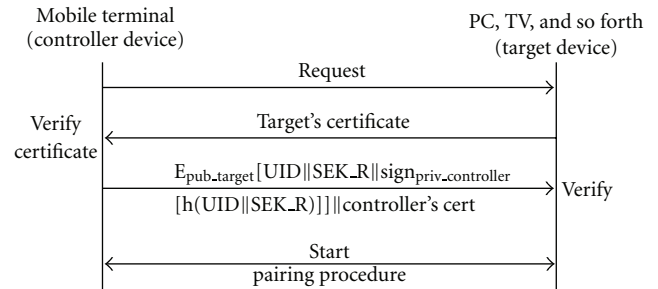 Mobile terminal
(controller device)
PC, TV, and so forth
(target device)
Request
Verify
certificate
Target's certificate
E_pub_target[UID||SEK_R||sign_priv_controller
[h(UID||SEK_R)]]||controller's cert
Verify
Start
pairing procedure